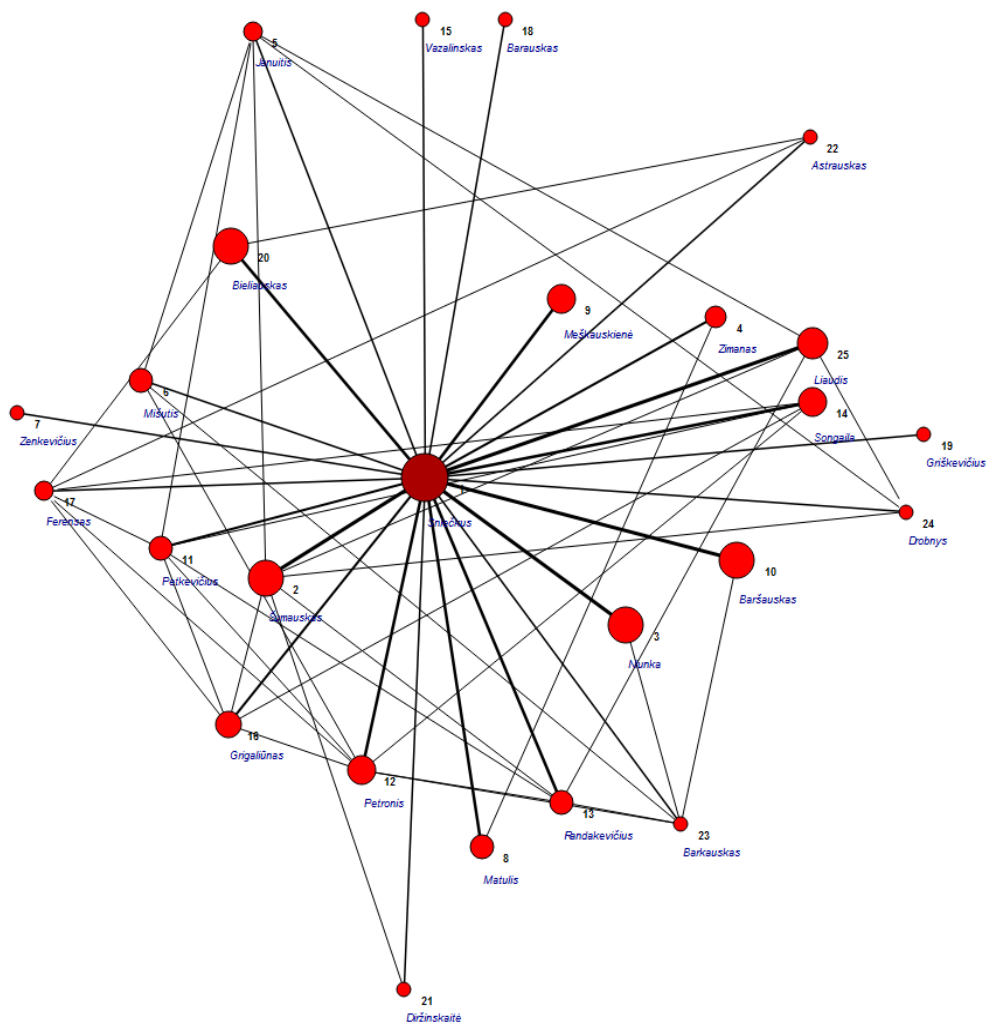 15
Vazalinskas
18
Barauskas
5
Januitis
22
Astrauskas
20
Bieliauskas
9
Meškauskienė
4
Zimanas
25
Liaudis
6
Mišutis
7
Zenkevičius
14
Songaila
19
Griškevičius
17
Ferensas
1
Sniečkus
24
Drobnys
11
Petkevičius
2
Šumauskas
10
Baršauskas
3
Niunka
16
Grigaliūnas
12
Petronis
13
Randakevičius
23
Barkauskas
8
Matulis
21
Diržinskaitė